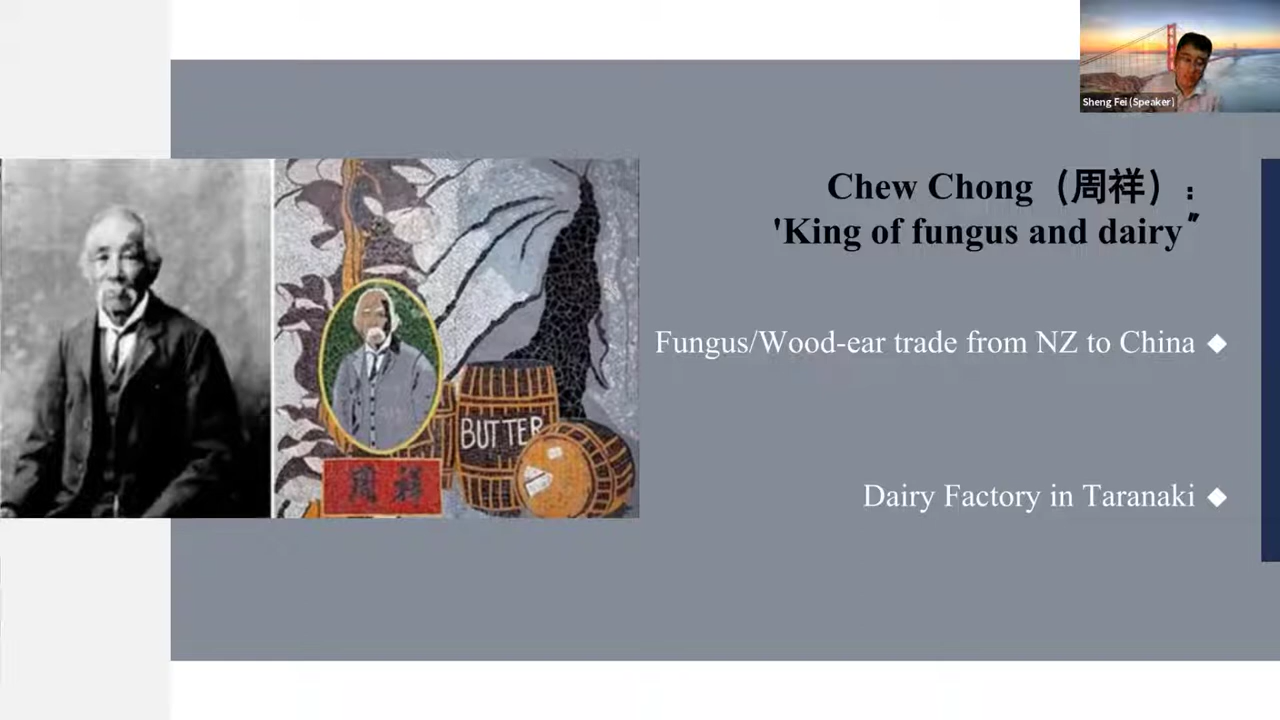 Sheng Fei (Speaker)
Chew Chong（周祥）：
'King of fungus and dairy”
Fungus/Wood-ear trade from NZ to China ◆
Dairy Factory in Taranaki ◆
BUTTER
周祥